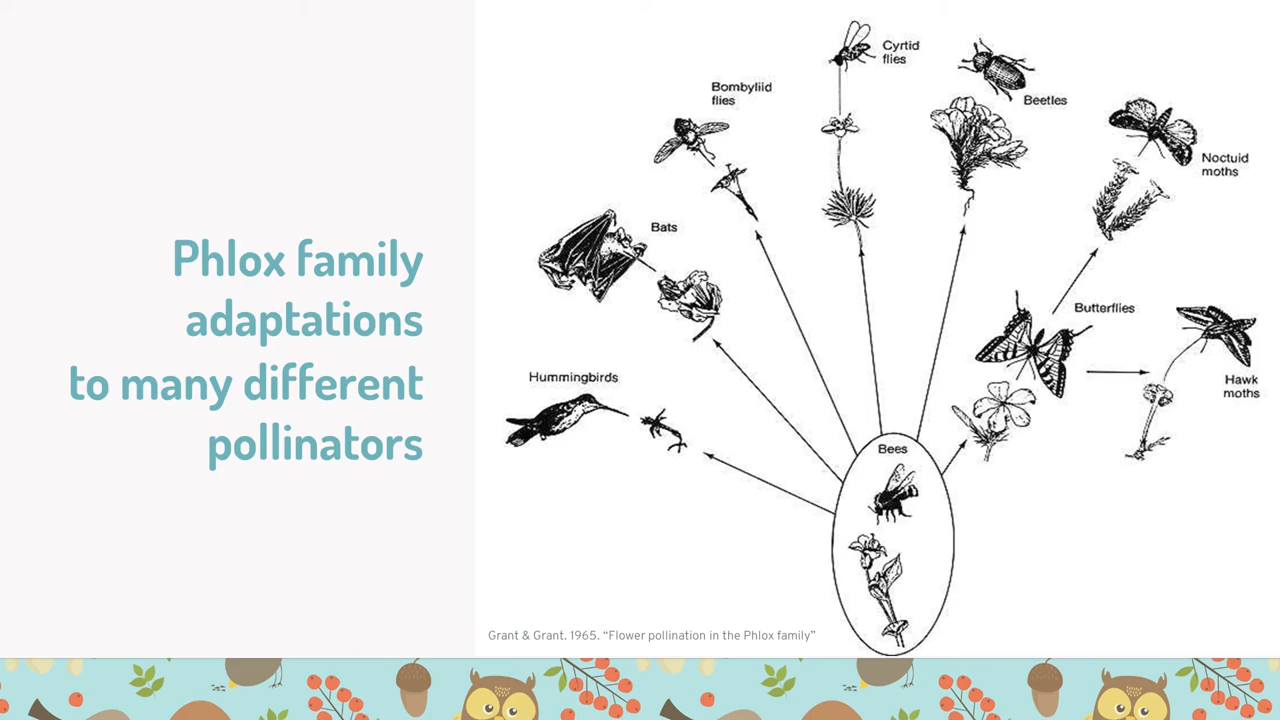 Phlox family
adaptations
to many different
pollinators
Cyrtid
flies
Bombyliid
flies
Beetles
Noctuid
moths
Bats
Butterflies
Hummingbirds
Hawk
moths
Bees
Grant & Grant. 1965. “Flower pollination in the Phlox family”